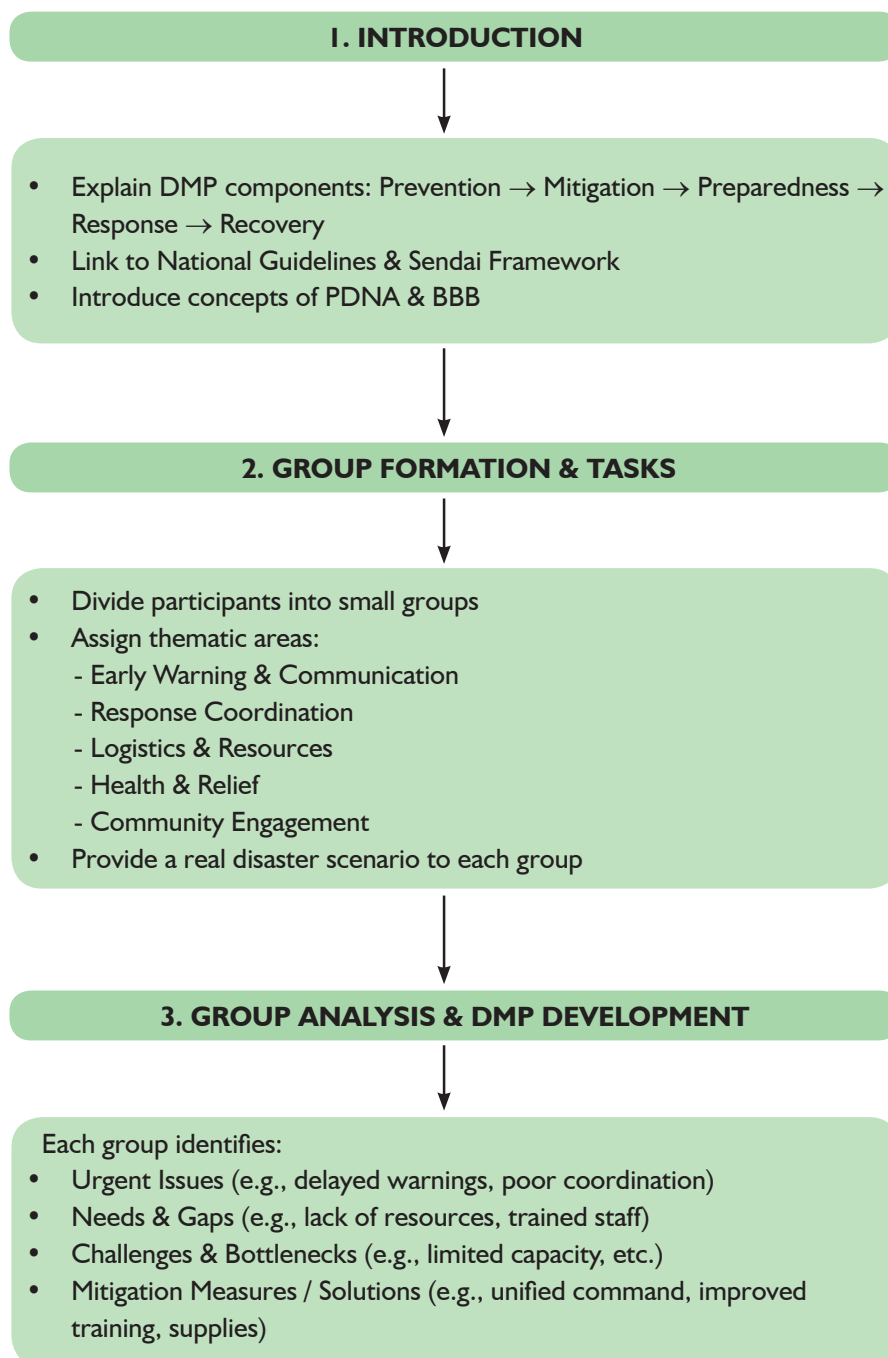 1. INTRODUCTION
• Explain DMP components: Prevention → Mitigation → Preparedness →
Response → Recovery
• Link to National Guidelines & Sendai Framework
• Introduce concepts of PDNA & BBB
2. GROUP FORMATION & TASKS
• Divide participants into small groups
• Assign thematic areas:
- Early Warning & Communication
- Response Coordination
- Logistics & Resources
- Health & Relief
- Community Engagement
• Provide a real disaster scenario to each group
3. GROUP ANALYSIS & DMP DEVELOPMENT
Each group identifies:
• Urgent Issues (e.g., delayed warnings, poor coordination)
• Needs & Gaps (e.g., lack of resources, trained staff)
• Challenges & Bottlenecks (e.g., limited capacity, etc.)
• Mitigation Measures / Solutions (e.g., unified command, improved
training, supplies)